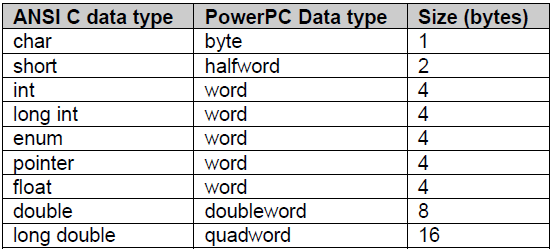 ANSI C data type PowerPC Data type Size (bytes)
char byte 1
short halfword 2
int word 4
long int word 4
enum word 4
pointer word 4
float word 4
double doubleword 8
long double quadword 16